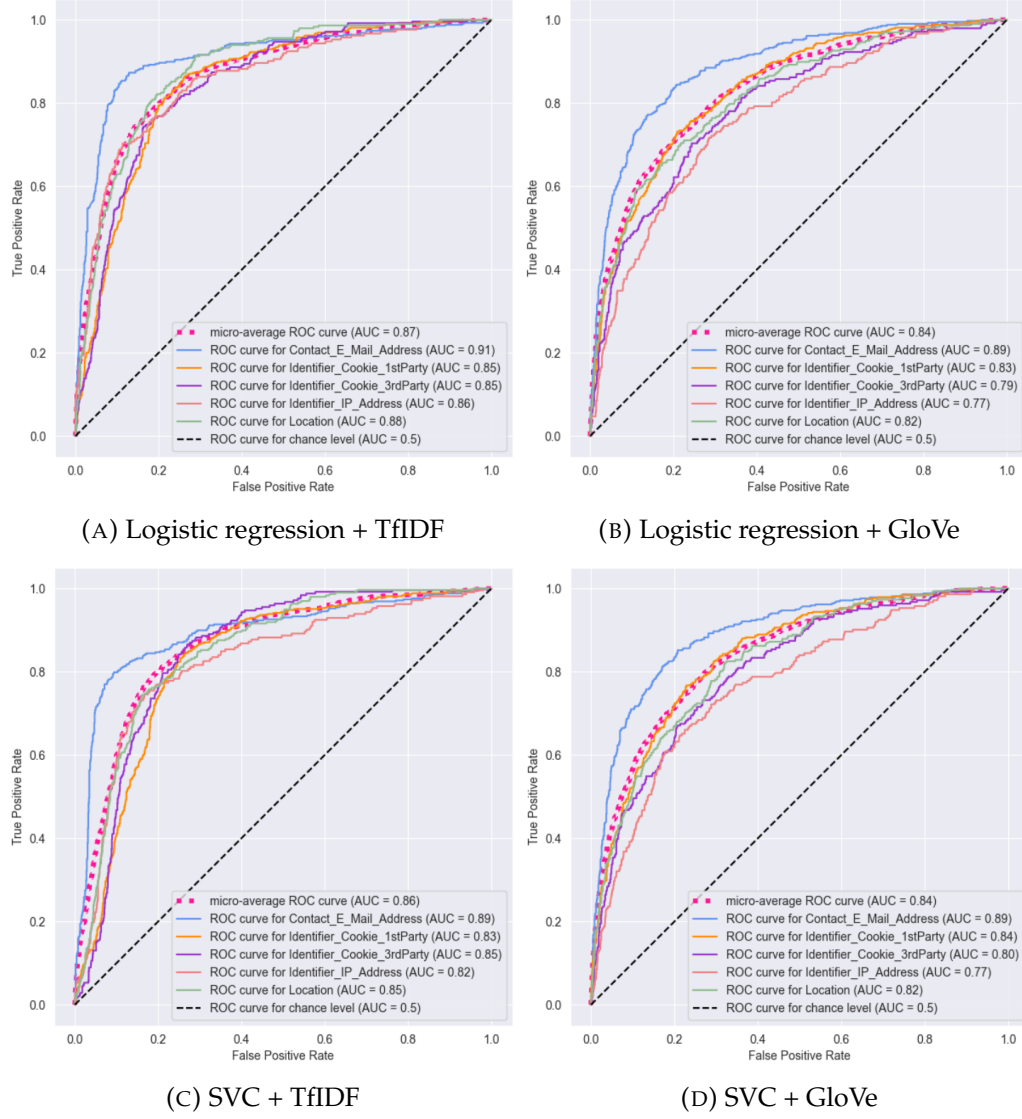 1.0
0.8
0.6
0.4
0.2
0.0
True Positive Rate
micro-average ROC curve (AUC = 0.87)
ROC curve for Contact_E_Mail_Address (AUC = 0.91)
ROC curve for Identifier_Cookie_1stParty (AUC = 0.85)
ROC curve for Identifier_Cookie_3rdParty (AUC = 0.85)
ROC curve for Identifier_IP_Address (AUC = 0.86)
ROC curve for Location (AUC = 0.88)
ROC curve for chance level (AUC = 0.5)
0.0 0.2 0.4 0.6 0.8 1.0
False Positive Rate
(A) Logistic regression + TfIDF
1.0
0.8
0.6
0.4
0.2
0.0
True Positive Rate
micro-average ROC curve (AUC = 0.84)
ROC curve for Contact_E_Mail_Address (AUC = 0.89)
ROC curve for Identifier_Cookie_1stParty (AUC = 0.83)
ROC curve for Identifier_Cookie_3rdParty (AUC = 0.79)
ROC curve for Identifier_IP_Address (AUC = 0.77)
ROC curve for Location (AUC = 0.82)
ROC curve for chance level (AUC = 0.5)
0.0 0.2 0.4 0.6 0.8 1.0
False Positive Rate
(B) Logistic regression + GloVe
1.0
0.8
0.6
0.4
0.2
0.0
True Positive Rate
micro-average ROC curve (AUC = 0.86)
ROC curve for Contact_E_Mail_Address (AUC = 0.89)
ROC curve for Identifier_Cookie_1stParty (AUC = 0.83)
ROC curve for Identifier_Cookie_3rdParty (AUC = 0.85)
ROC curve for Identifier_IP_Address (AUC = 0.82)
ROC curve for Location (AUC = 0.85)
ROC curve for chance level (AUC = 0.5)
0.0 0.2 0.4 0.6 0.8 1.0
False Positive Rate
(C) SVC + TfIDF
1.0
0.8
0.6
0.4
0.2
0.0
True Positive Rate
micro-average ROC curve (AUC = 0.84)
ROC curve for Contact_E_Mail_Address (AUC = 0.89)
ROC curve for Identifier_Cookie_1stParty (AUC = 0.84)
ROC curve for Identifier_Cookie_3rdParty (AUC = 0.80)
ROC curve for Identifier_IP_Address (AUC = 0.77)
ROC curve for Location (AUC = 0.82)
ROC curve for chance level (AUC = 0.5)
0.0 0.2 0.4 0.6 0.8 1.0
False Positive Rate
(D) SVC + GloVe